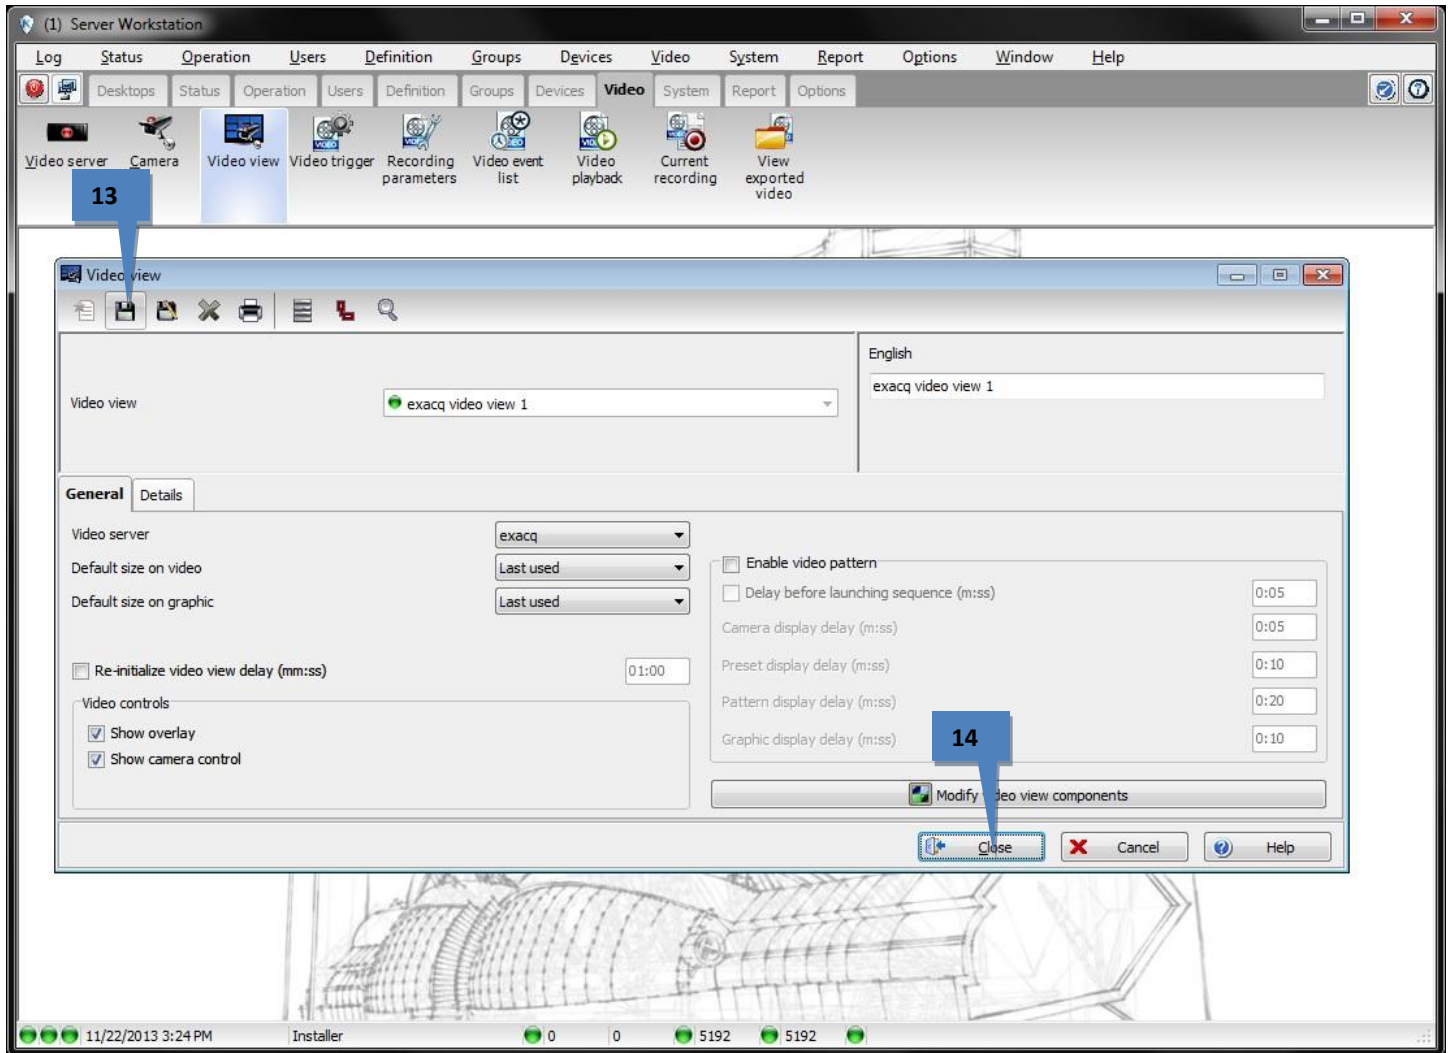 (1) Server Workstation
Log Status Operation Users Definition Groups Devices Video System Report Options Window Help
Desktops Status Operation Users Definition Groups Devices Video System Report Options
Video server Camera Video view Video trigger Recording parameters Video event list Video playback Current recording View exported video
13
Video view
English
exacq video view 1
Video view exacq video view 1
General Details
Video server exacq
Default size on video Last used
Default size on graphic Last used
Re-initialize video view delay (mm:ss) 01:00
Video controls
Show overlay
Show camera control
Enable video pattern
Delay before launching sequence (m:ss) 0:05
Camera display delay (m:ss) 0:05
Preset display delay (m:ss) 0:10
Pattern display delay (m:ss) 0:20
Graphic display delay (m:ss) 0:10
14
Modify video view components
Close Cancel Help
11/22/2013 3:24 PM Installer 0 0 5192 5192